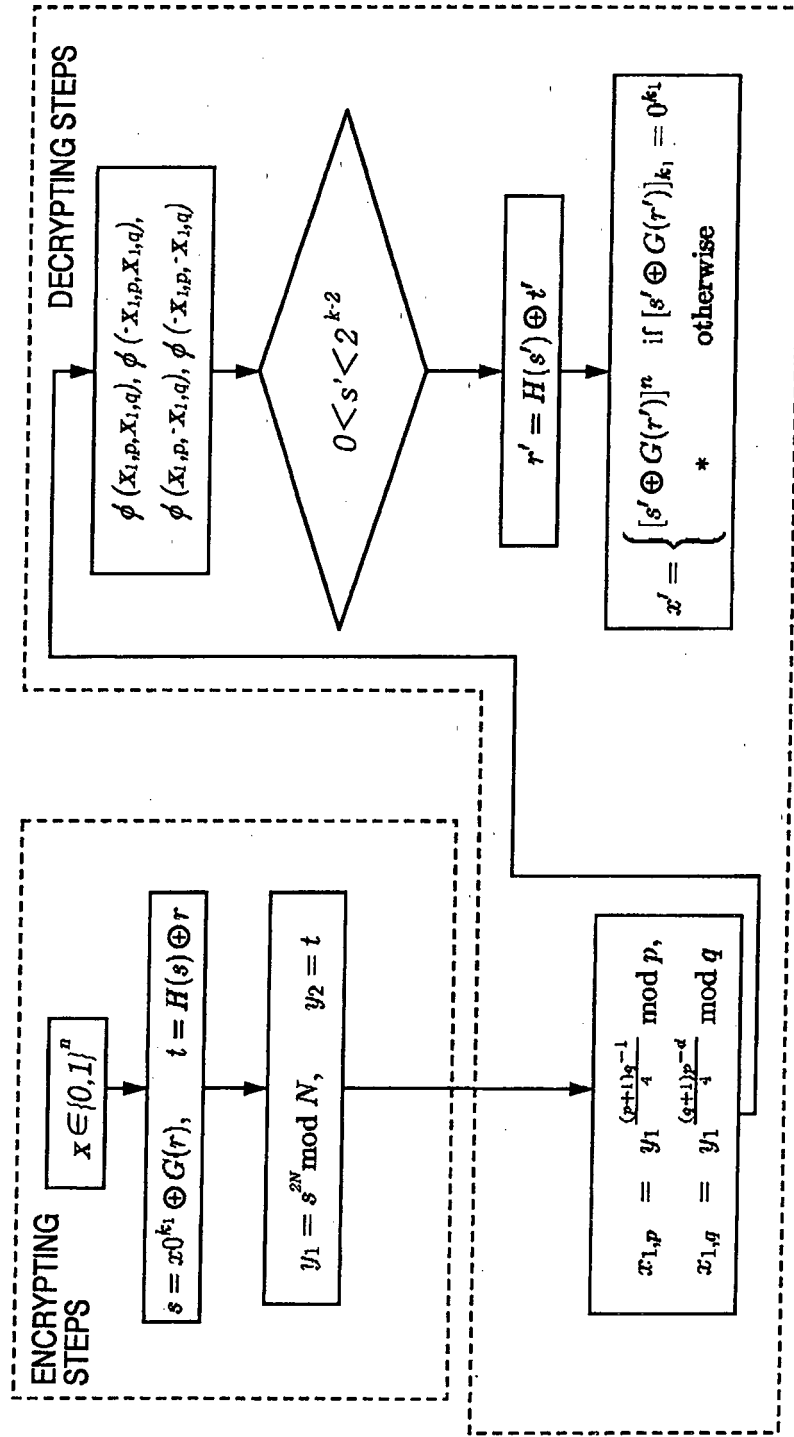 ENCRYPTING
STEPS
x ∈ {0,1}^n
s = x0^{k_1} ⊕ G(r), t = H(s) ⊕ r
y_1 = s^{2N} mod N, y_2 = t
x_{1,p} = y_1^{\frac{(p+1)q^{-1}}{4}} mod p,
x_{1,q} = y_1^{\frac{(q+1)p^{-d}}{4}} mod q
DECRYPTING STEPS
ϕ (x_{1,p}, x_{1,q}), ϕ (-x_{1,p}, x_{1,q}),
ϕ (x_{1,p}, -x_{1,q}), ϕ (-x_{1,p}, -x_{1,q})
0 < s' < 2^{k-2}
r' = H(s') ⊕ t'
x' = { [s' ⊕ G(r')]^n if [s' ⊕ G(r')]_{k_1} = 0^{k_1}
* otherwise